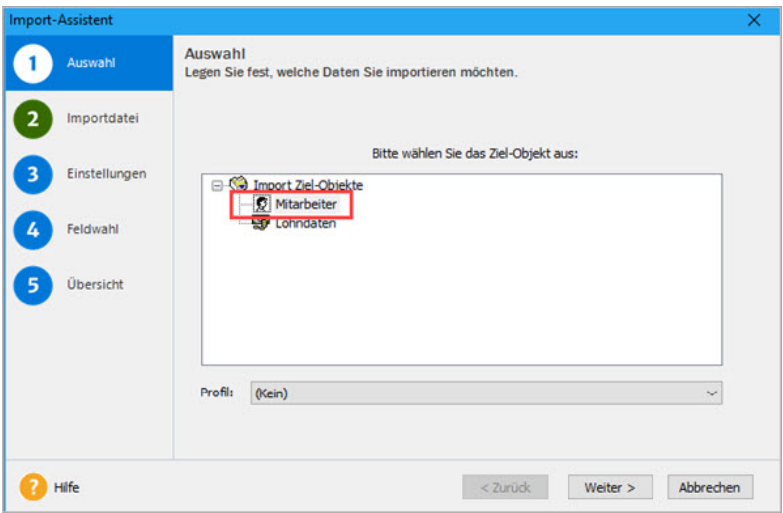 Import-Assistent
1 Auswahl
2 Importdatei
3 Einstellungen
4 Feldwahl
5 Übersicht
Auswahl
Legen Sie fest, welche Daten Sie importieren möchten.
Bitte wählen Sie das Ziel-Objekt aus:
Import Ziel-Objekte
Mitarbeiter
Lohndaten
Profil: (Kein)
? Hilfe
< Zurück Weiter > Abbrechen